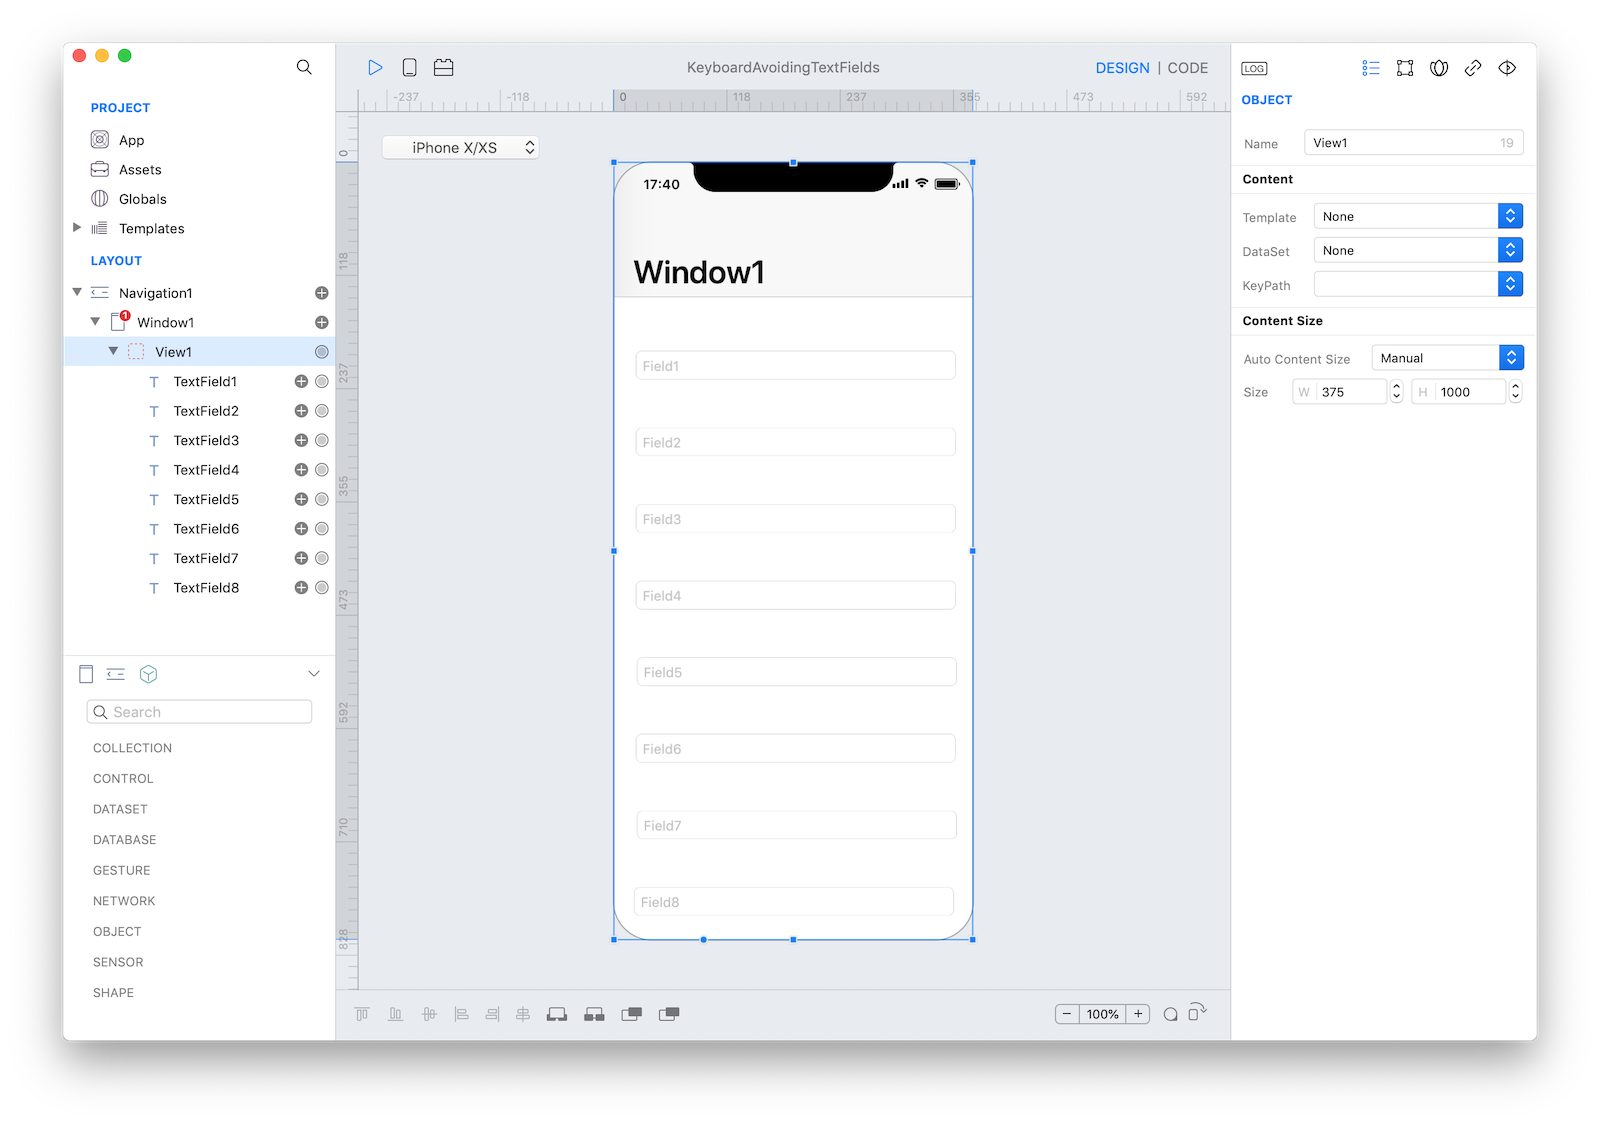 KeyboardAvoidingTextFields
DESIGN | CODE
LOG
PROJECT
App
Assets
Globals
Templates
LAYOUT
Navigation1
1
Window1
View1
TextField1
TextField2
TextField3
TextField4
TextField5
TextField6
TextField7
TextField8
Search
COLLECTION
CONTROL
DATASET
DATABASE
GESTURE
NETWORK
OBJECT
SENSOR
SHAPE
-237 -118 0 118 237 355 473 592
0
118
237
355
473
592
710
828
iPhone X/XS
17:40
Window1
Field1
Field2
Field3
Field4
Field5
Field6
Field7
Field8
100%
OBJECT
Name View1 19
Content
Template None
DataSet None
KeyPath
Content Size
Auto Content Size Manual
Size W 375 H 1000